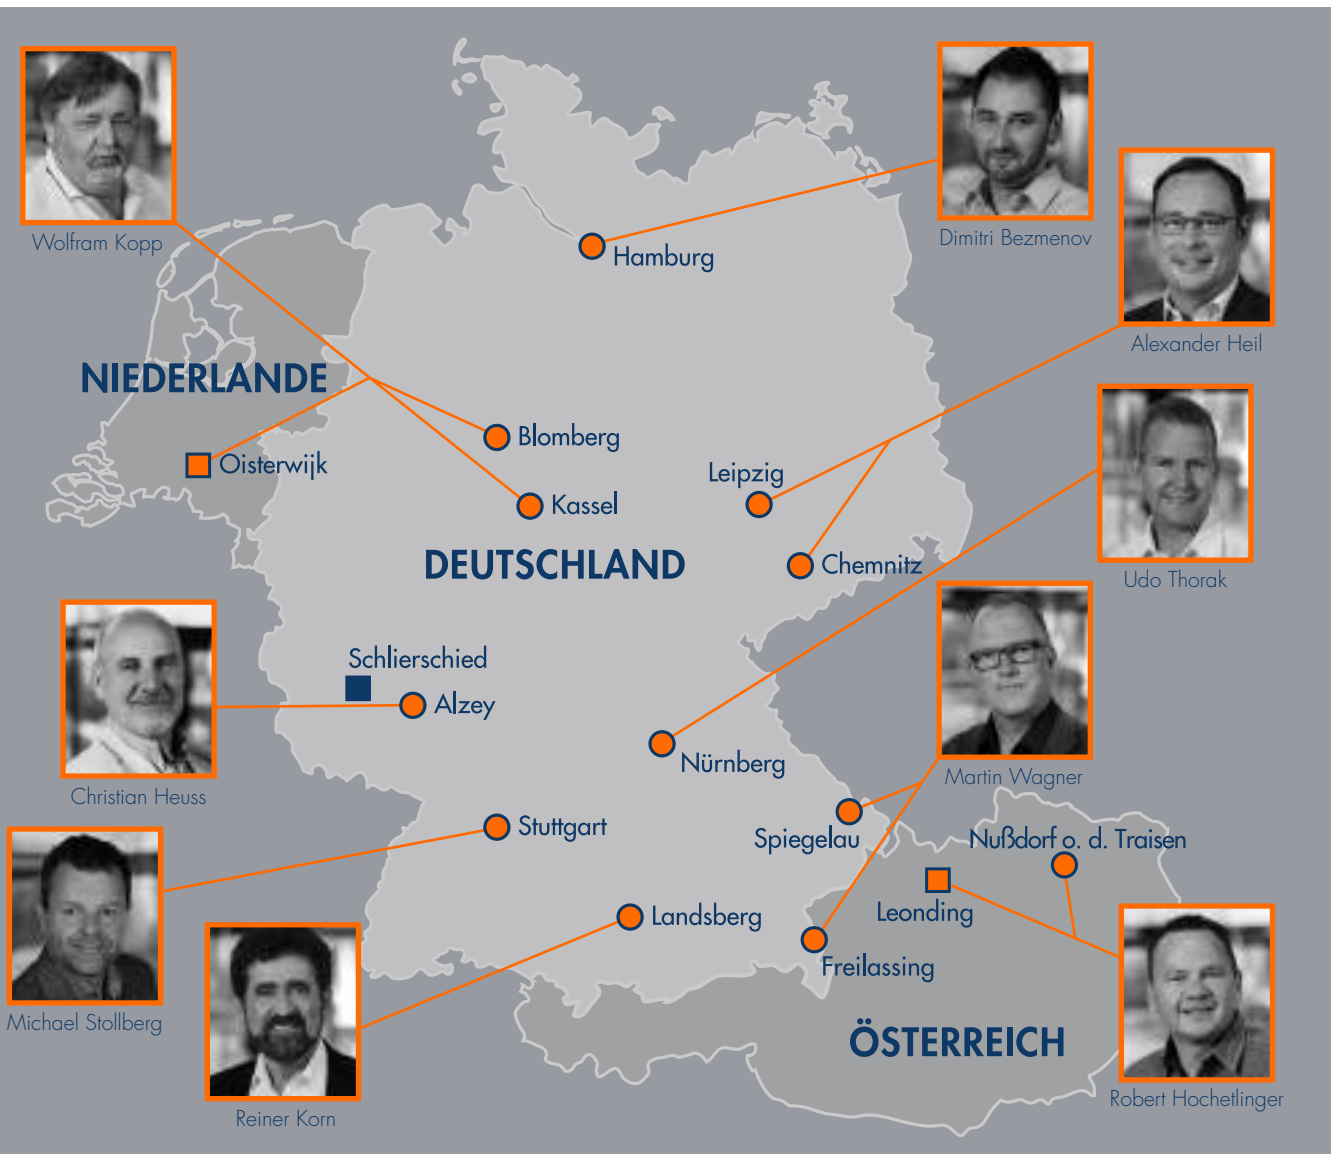 Wolfram Kopp
Dimitri Bezmenov
Hamburg
Alexander Heil
NIEDERLANDE
Blomberg
Oisterwijk
Leipzig
Kassel
DEUTSCHLAND
Chemnitz
Udo Thorak
Schlierschied
Alzey
Nürnberg
Martin Wagner
Christian Heuss
Stuttgart
Spiegelau
Nußdorf o. d. Traisen
Landsberg
Leonding
Freilassing
Michael Stollberg
ÖSTERREICH
Robert Hochetlinger
Reiner Korn